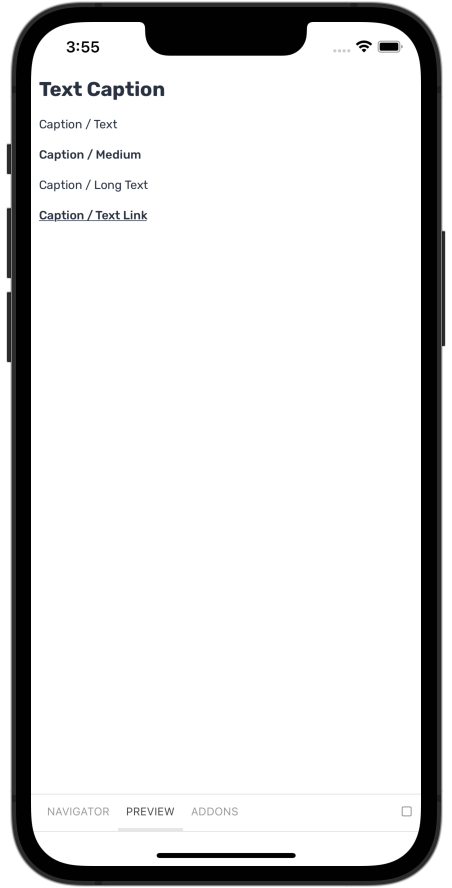 3:55
Text Caption
Caption / Text
Caption / Medium
Caption / Long Text
Caption / Text Link
NAVIGATOR PREVIEW ADDONS